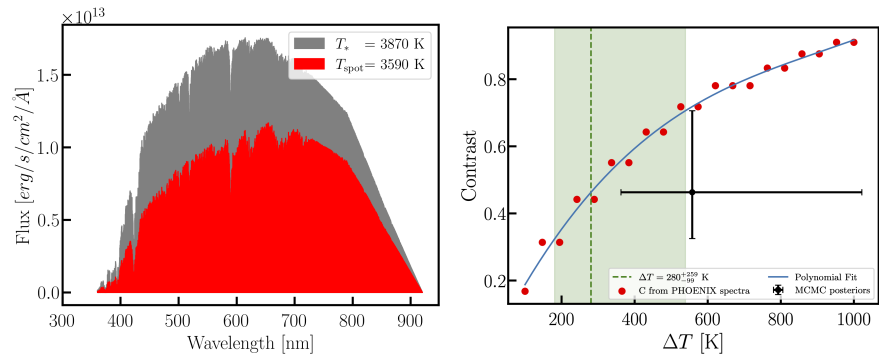 ×10¹³
1.5
1.0
0.5
0.0
Flux [erg/s/cm²/Å]
300 400 500 600 700 800 900
Wavelength [nm]
T* = 3870 K
T_spot = 3590 K
0.8
0.6
0.4
0.2
Contrast
200 400 600 800 1000
ΔT [K]
ΔT = 280⁺²⁵⁹₋₉₉ K
C from PHOENIX spectra
Polynomial Fit
MCMC posteriors